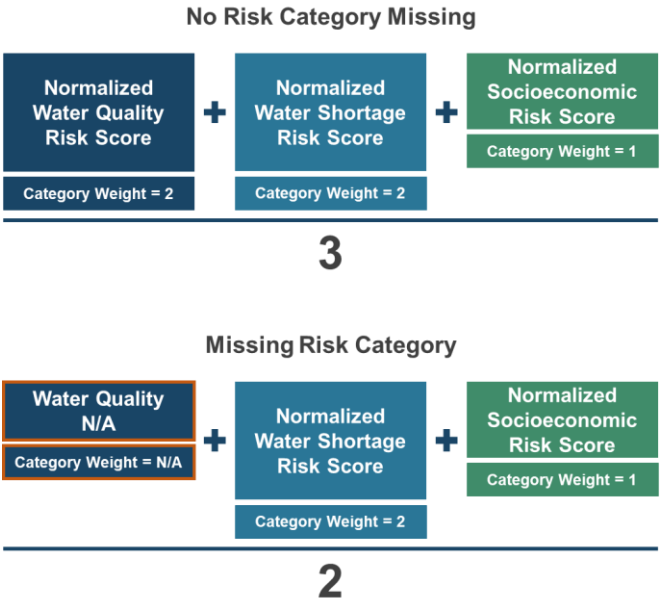 No Risk Category Missing
Normalized
Water Quality
Risk Score
Category Weight = 2
+
Normalized
Water Shortage
Risk Score
Category Weight = 2
+
Normalized
Socioeconomic
Risk Score
Category Weight = 1
3
Missing Risk Category
Water Quality
N/A
Category Weight = N/A
+
Normalized
Water Shortage
Risk Score
Category Weight = 2
+
Normalized
Socioeconomic
Risk Score
Category Weight = 1
2